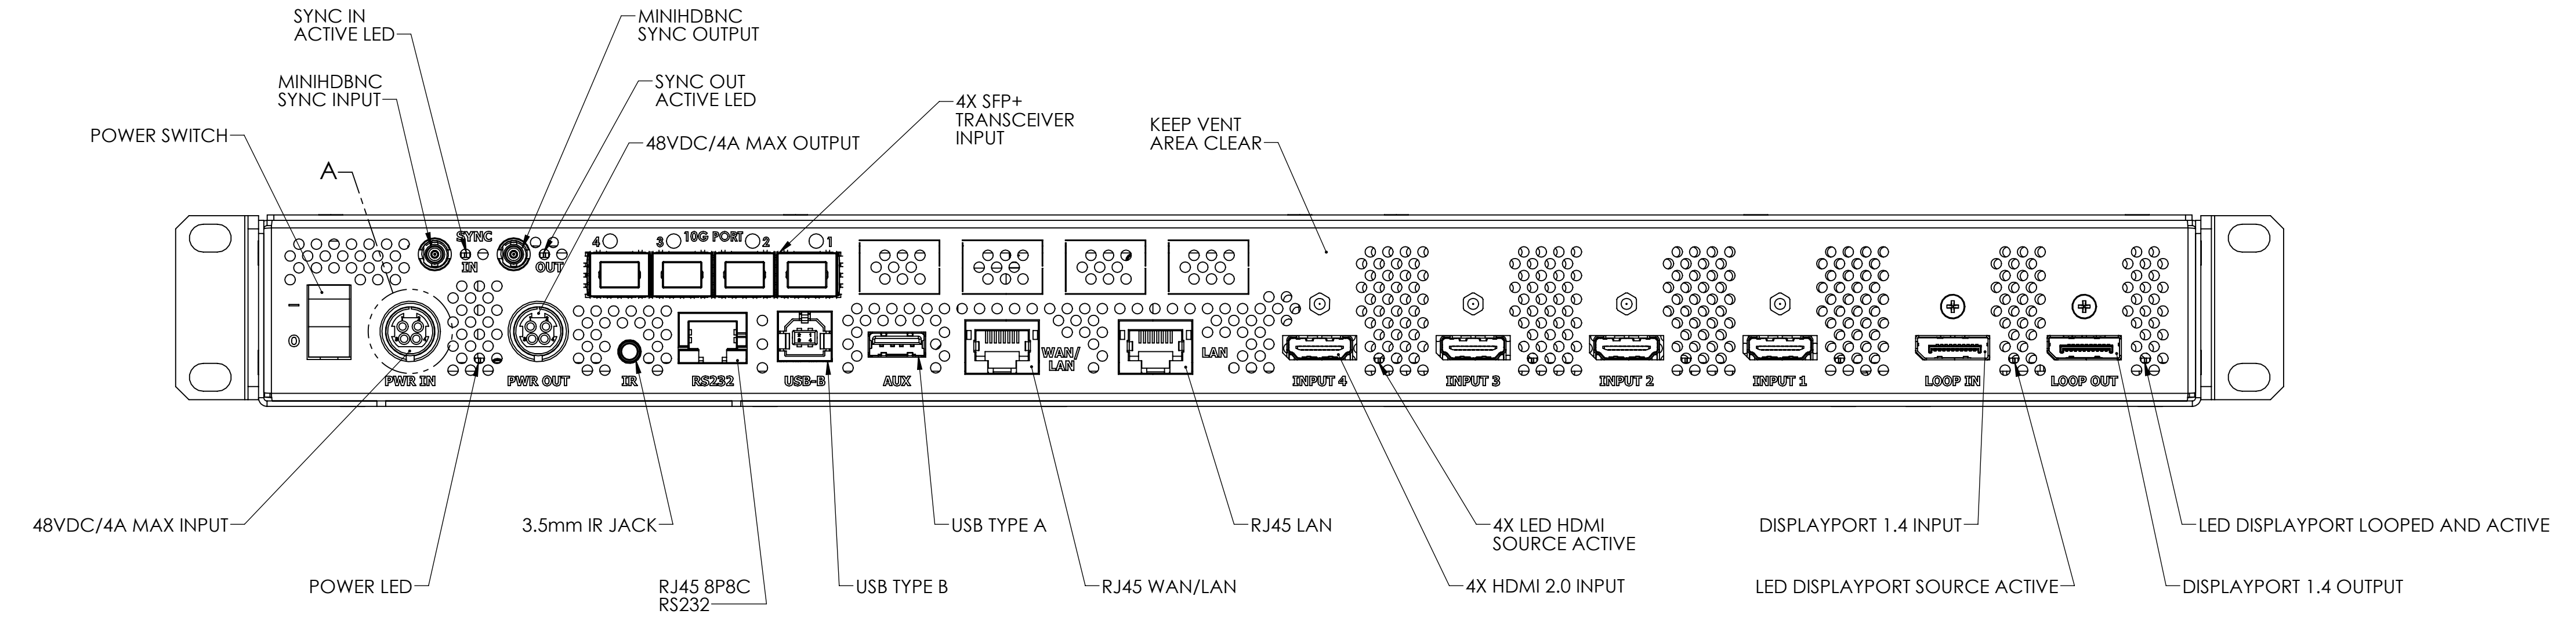 SYNC IN
ACTIVE LED
MINIHDBNC
SYNC OUTPUT
MINIHDBNC
SYNC INPUT
SYNC OUT
ACTIVE LED
POWER SWITCH
48VDC/4A MAX OUTPUT
4X SFP+
TRANSCEIVER
INPUT
KEEP VENT
AREA CLEAR
A
SYNC
IN
OUT
4
3
10G PORT
2
1
–
O
PWR IN
PWR OUT
IR
RS232
USB-B
AUX
WAN/
LAN
LAN
INPUT 4
INPUT 3
INPUT 2
INPUT 1
LOOP IN
LOOP OUT
48VDC/4A MAX INPUT
3.5mm IR JACK
USB TYPE A
RJ45 LAN
4X LED HDMI
SOURCE ACTIVE
DISPLAYPORT 1.4 INPUT
LED DISPLAYPORT LOOPED AND ACTIVE
POWER LED
RJ45 8P8C
RS232
USB TYPE B
RJ45 WAN/LAN
4X HDMI 2.0 INPUT
LED DISPLAYPORT SOURCE ACTIVE
DISPLAYPORT 1.4 OUTPUT